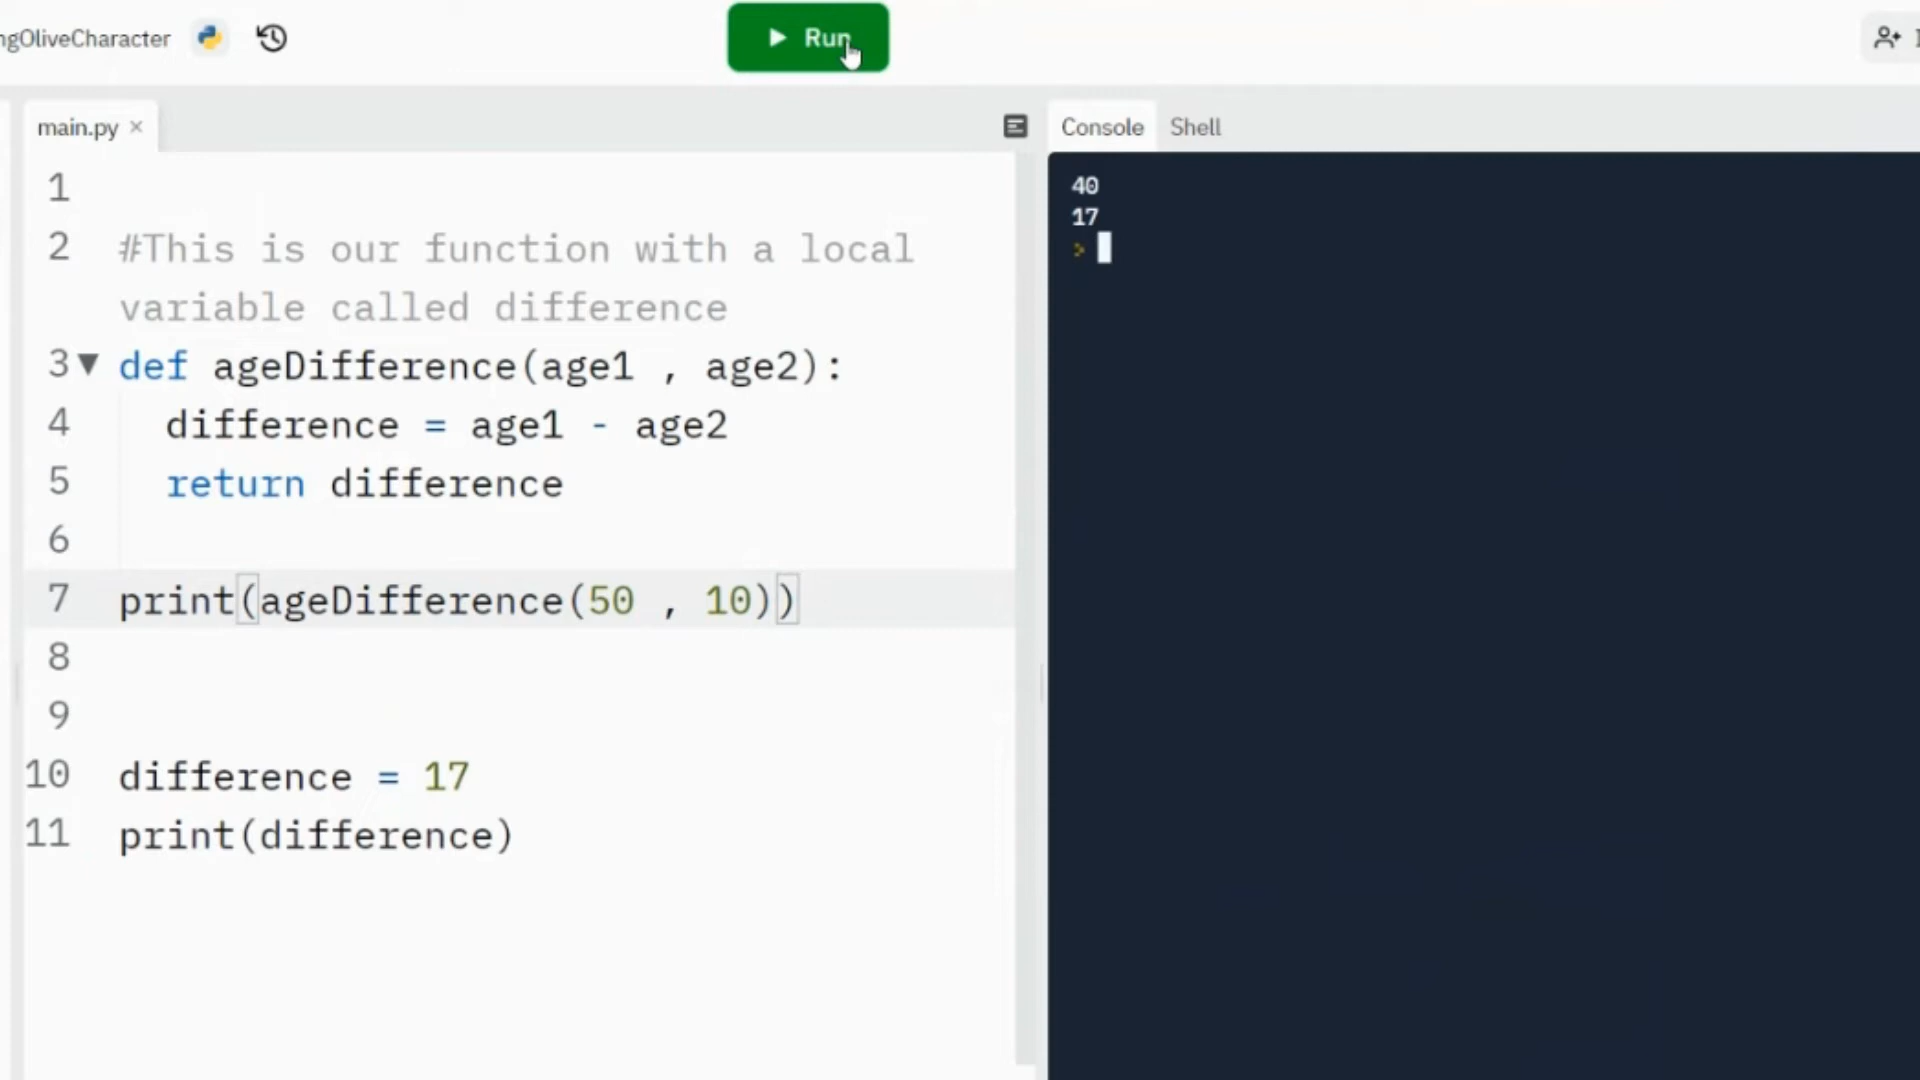 ngOliveCharacter
Run
main.py ×
Console Shell
1
2 #This is our function with a local
variable called difference
3 def ageDifference(age1 , age2):
4 difference = age1 - age2
5 return difference
6
7 print(ageDifference(50 , 10))
8
9
10 difference = 17
11 print(difference)
40
17
>